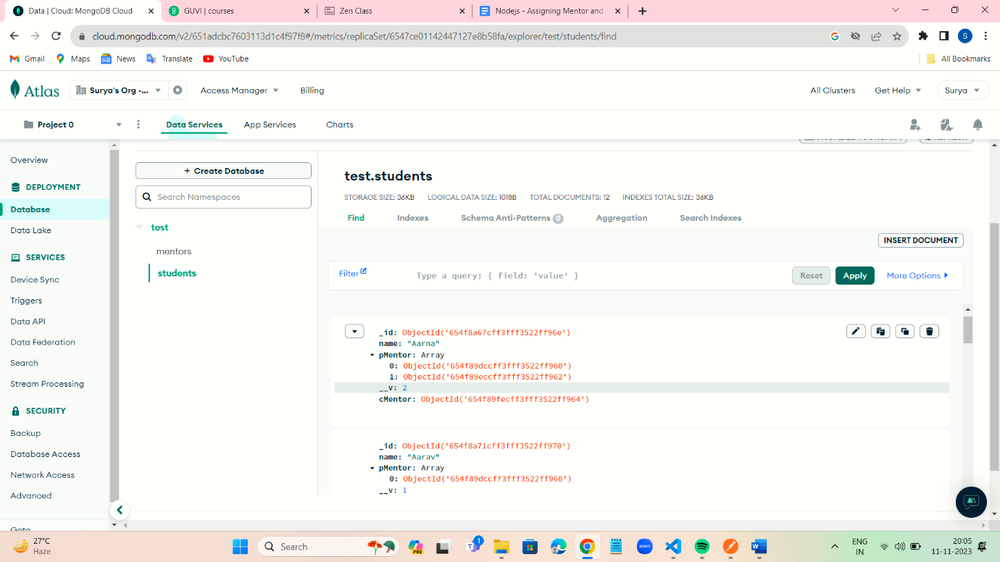 Data | Cloud: MongoDB Cloud
GUVI | courses
Zen Class
Nodejs - Assigning Mentor and
cloud.mongodb.com/v2/651adcbc7603113d1c4f97f8#/metrics/replicaSet/6547ce01142447127e8b58fa/explorer/test/students/find
S
Gmail
Maps
News
Translate
YouTube
All Bookmarks
Atlas
Surya's Org -...
Access Manager
Billing
All Clusters
Get Help
Surya
Project 0
Data Services
App Services
Charts
Overview
DEPLOYMENT
Database
Data Lake
SERVICES
Device Sync
Triggers
Data API
Data Federation
Search
Stream Processing
SECURITY
Backup
Database Access
Network Access
Advanced
Goto
+ Create Database
Search Namespaces
test
mentors
students
test.students
STORAGE SIZE: 36KB LOGICAL DATA SIZE: 1018B TOTAL DOCUMENTS: 12 INDEXES TOTAL SIZE: 36KB
Find
Indexes
Schema Anti-Patterns 0
Aggregation
Search Indexes
INSERT DOCUMENT
Filter
Type a query: { field: 'value' }
Reset
Apply
More Options
_id: ObjectId('654f8a67cff3fff3522ff96e')
name: "Aarna"
pMentor: Array
0: ObjectId('654f89dccff3fff3522ff960')
1: ObjectId('654f89eccff3fff3522ff962')
__v: 2
cMentor: ObjectId('654f89fecff3fff3522ff964')
_id: ObjectId('654f8a71cff3fff3522ff970')
name: "Aarav"
pMentor: Array
0: ObjectId('654f89dccff3fff3522ff960')
__v: 1
27°C
Haze
Search
PRE
1
zoom
ENG
IN
20:05
11-11-2023